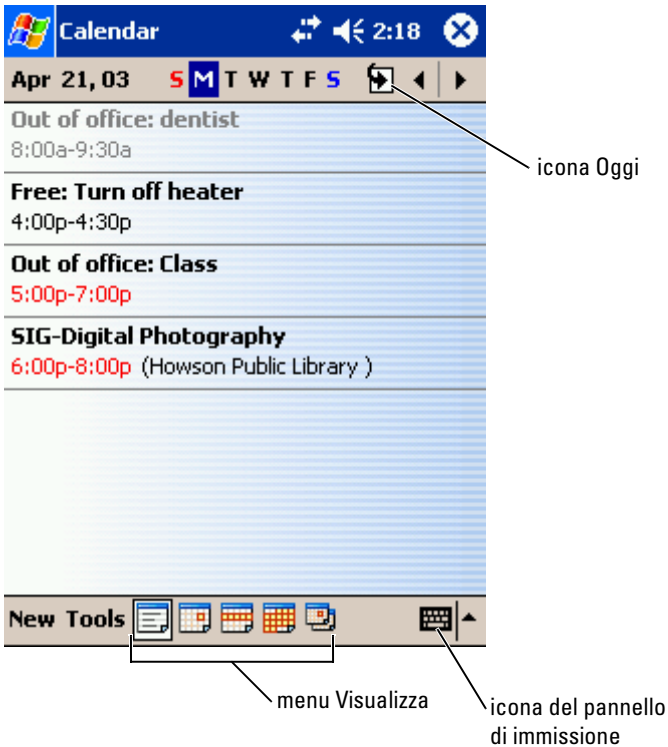 Calendar 2:18
Apr 21, 03 S M T W T F S
Out of office: dentist
8:00a-9:30a
icona Oggi
Free: Turn off heater
4:00p-4:30p
Out of office: Class
5:00p-7:00p
SIG-Digital Photography
6:00p-8:00p (Howson Public Library )
New Tools
menu Visualizza
icona del pannello
di immissione